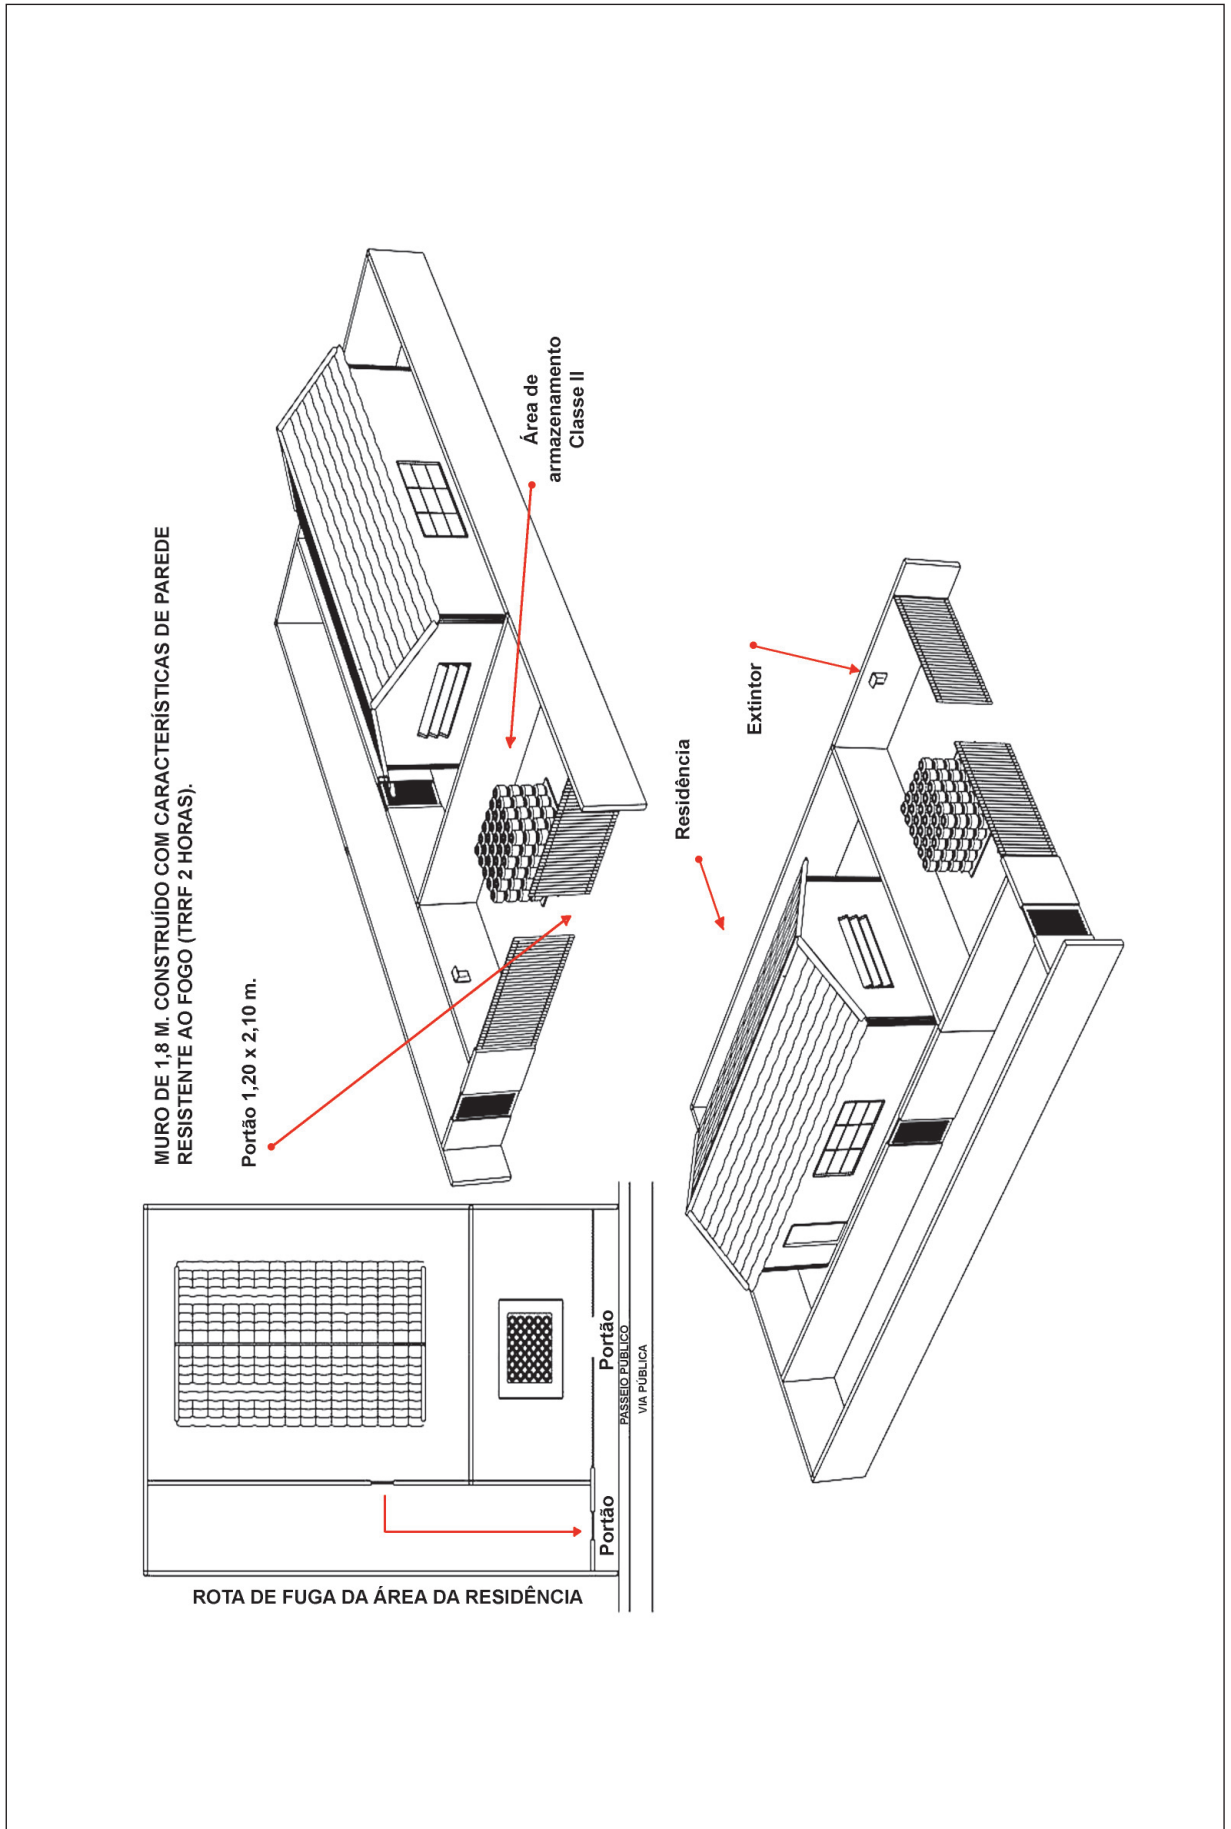 MURO DE 1,8 M. CONSTRUÍDO COM CARACTERÍSTICAS DE PAREDE
RESISTENTE AO FOGO (TRRF 2 HORAS).
Portão 1,20 x 2,10 m.
Área de
armazenamento
Classe II
Portão
Portão
PASSEIO PÚBLICO
VIA PÚBLICA
ROTA DE FUGA DA ÁREA DA RESIDÊNCIA
Residência
Extintor